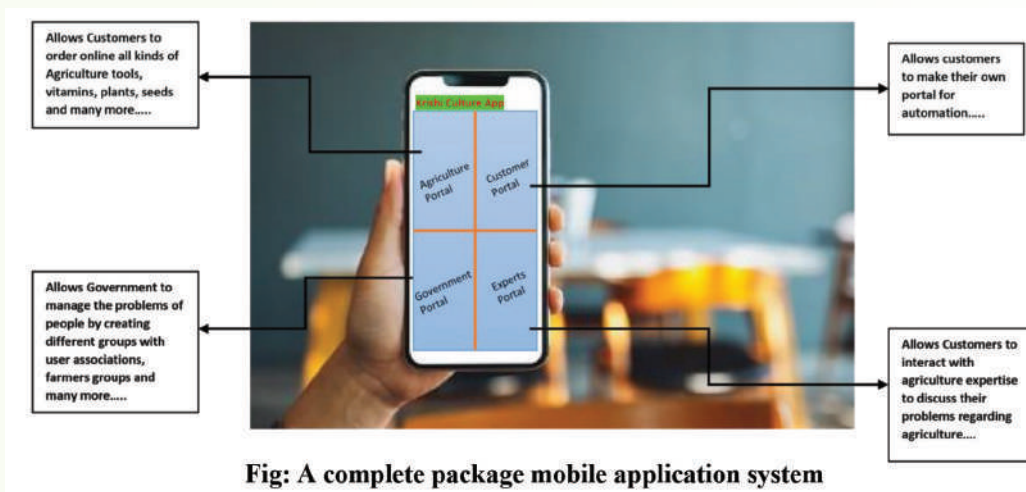 Allows Customers to
order online all kinds of
Agriculture tools,
vitamins, plants, seeds
and many more.....
Allows customers
to make their own
portal for
automation.....
Krishi Culture App
Agriculture
Portal
Customer
Portal
Government
Portal
Experts
Portal
Allows Government to
manage the problems of
people by creating
different groups with
user associations,
farmers groups and
many more.....
Allows Customers to
interact with
agriculture expertise
to discuss their
problems regarding
agriculture....
Fig: A complete package mobile application system